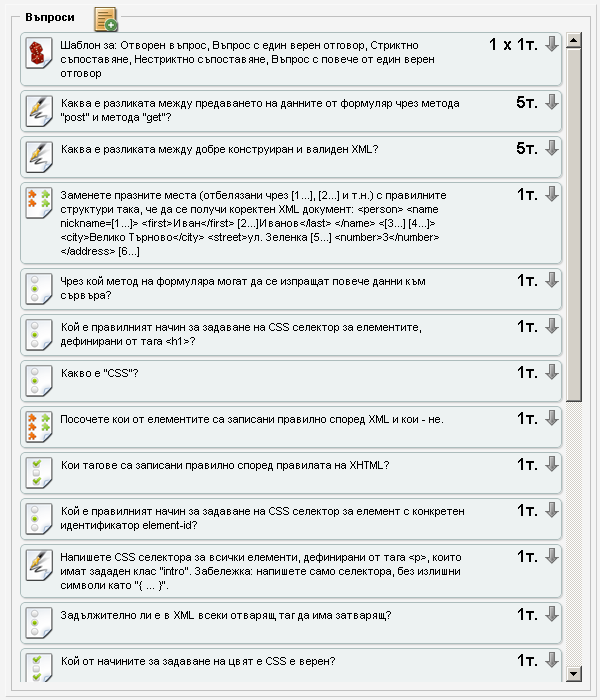 Въпроси
Шаблон за: Отворен въпрос, Въпрос с един верен отговор, Стриктно
съпоставяне, Нестриктно съпоставяне, Въпрос с повече от един верен
отговор
1 x 1т.
Каква е разликата между предаването на данните от формуляр чрез метода
"post" и метода "get"?
5т.
Каква е разликата между добре конструиран и валиден XML?
5т.
Заменете празните места (отбелязани чрез [1...], [2...] и т.н.) с правилните
структури така, че да се получи коректен XML документ: <person> <name
nickname=[1...]> <first>Иван</first> [2...]Иванов</last> </name> <[3...] [4...]>
<city>Велико Търново</city> <street>ул. Зеленка [5...] <number>3</number>
</address> [6...]
1т.
Чрез кой метод на формуляра могат да се изпращат повече данни към
сървъра?
1т.
Кой е правилният начин за задаване на CSS селектор за елементите,
дефинирани от тага <h1>?
1т.
Какво е "CSS"?
1т.
Посочете кои от елементите са записани правилно според XML и кои - не.
1т.
Кои тагове са записани правилно според правилата на XHTML?
1т.
Кой е правилният начин за задаване на CSS селектор за елемент с конкретен
идентификатор element-id?
1т.
Напишете CSS селектора за всички елементи, дефинирани от тага <p>, които
имат зададен клас "intro". Забележка: напишете само селектора, без излишни
символи като "{ ... }".
1т.
Задължително ли е в XML всеки отварящ таг да има затварящ?
1т.
Кой от начините за задаване на цвят е CSS е верен?
1т.